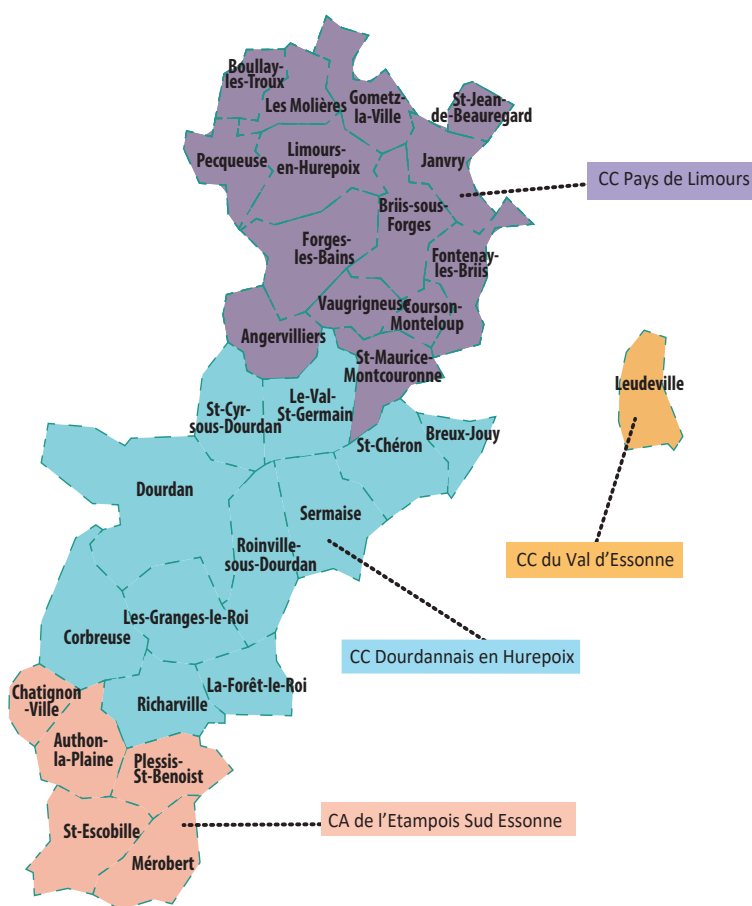 Boullay-
les-Troux
Les Molières
Gometz-
la-Ville
St-Jean-
de-Beauregard
Pecqueuse
Limours-
en-Hurepoix
Janvry
CC Pays de Limours
Briis-sous-
Forges
Forges-
les-Bains
Fontenay-
les-Briis
Vaugrigneuse
Courson-
Monteloup
Angervilliers
St-Maurice-
Montcouronne
Leudeville
St-Cyr-
sous-Dourdan
Le-Val-
St-Germain
St-Chéron
Breux-Jouy
Dourdan
Sermaise
Roinville-
sous-Dourdan
CC du Val d’Essonne
Les-Granges-le-Roi
Corbreuse
CC Dourdannais en Hurepoix
La-Forêt-le-Roi
Richarville
Chatignon
-Ville
Authon-
la-Plaine
Plessis-
St-Benoist
St-Escobille
CA de l’Etampois Sud Essonne
Mérobert